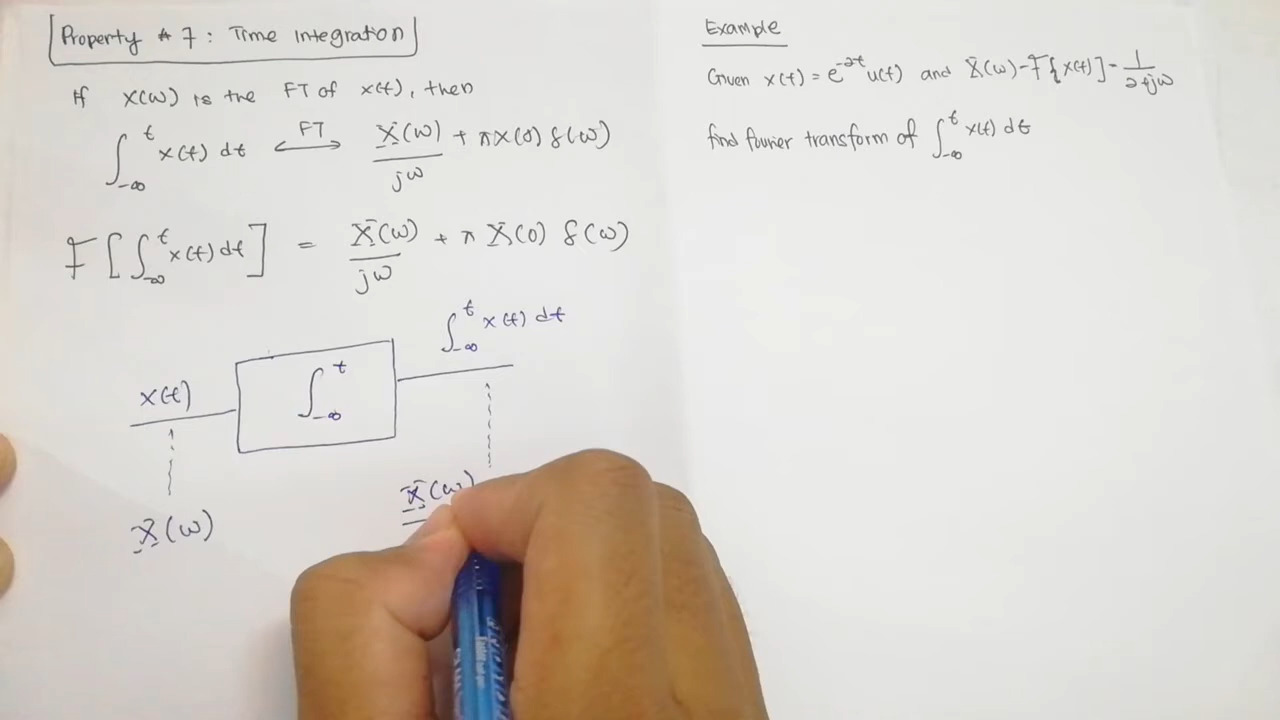 Property # 7 : Time Integration
If X(ω) is the FT of x(t), then
∫_{-∞}^{t} x(t) dt ⟷^{FT} X(ω)/jω + πX(0) δ(ω)
F[∫_{-∞}^{t} x(t) dt] = X(ω)/jω + π X(0) δ(ω)
∫_{-∞}^{t} x(t) dt
x(t)
∫_{-∞}^{t}
X(ω)
X(ω)
Example
Given x(t) = e^{-2t} u(t) and X(ω) = F[x(t)] = 1/2+jω
find fourier transform of ∫_{-∞}^{t} x(t) dt